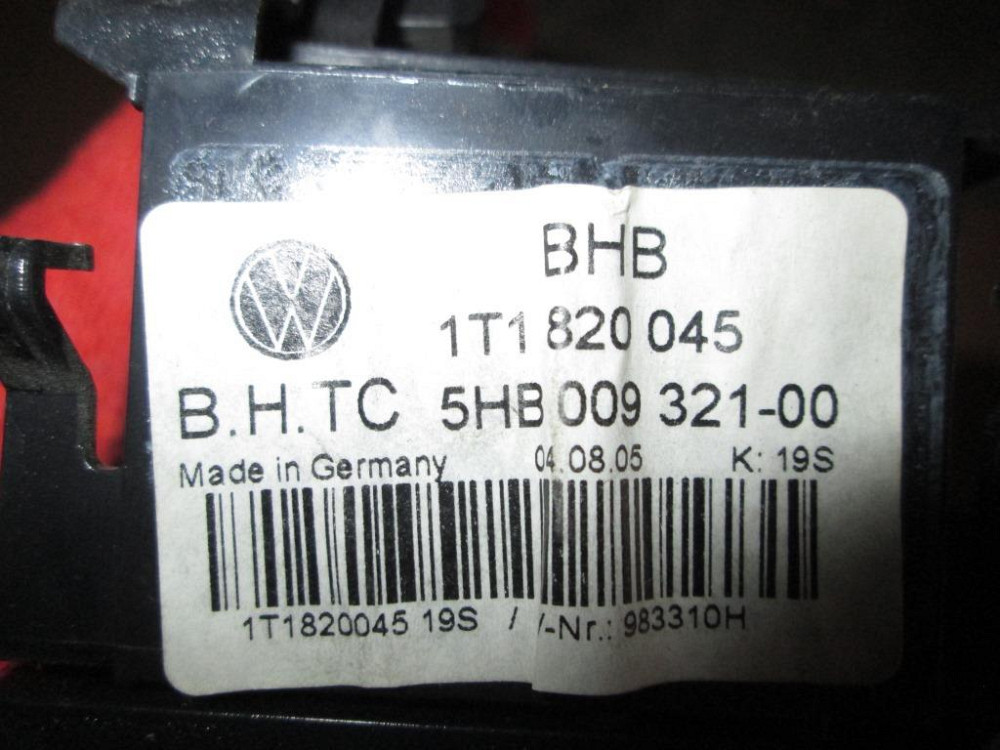 BHB
1T1 820 045
B.H.TC 5HB 009 321-00
Made in Germany 04.08.05 K: 19S
1T1820045 19S / /-Nr.: 983310H